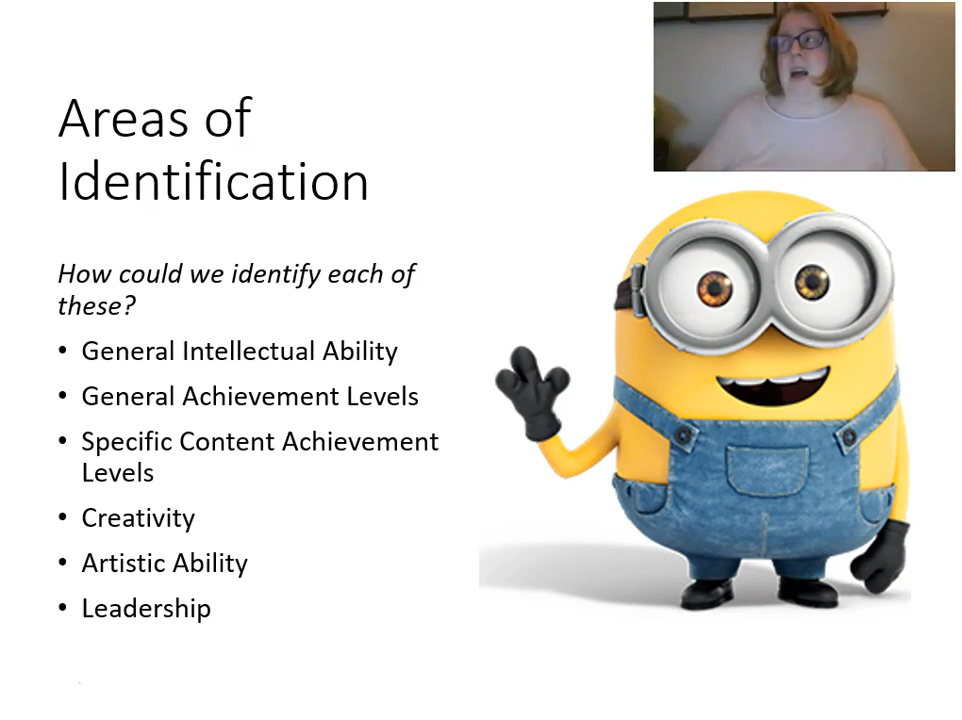 Areas of
Identification
How could we identify each of
these?
• General Intellectual Ability
• General Achievement Levels
• Specific Content Achievement
Levels
• Creativity
• Artistic Ability
• Leadership